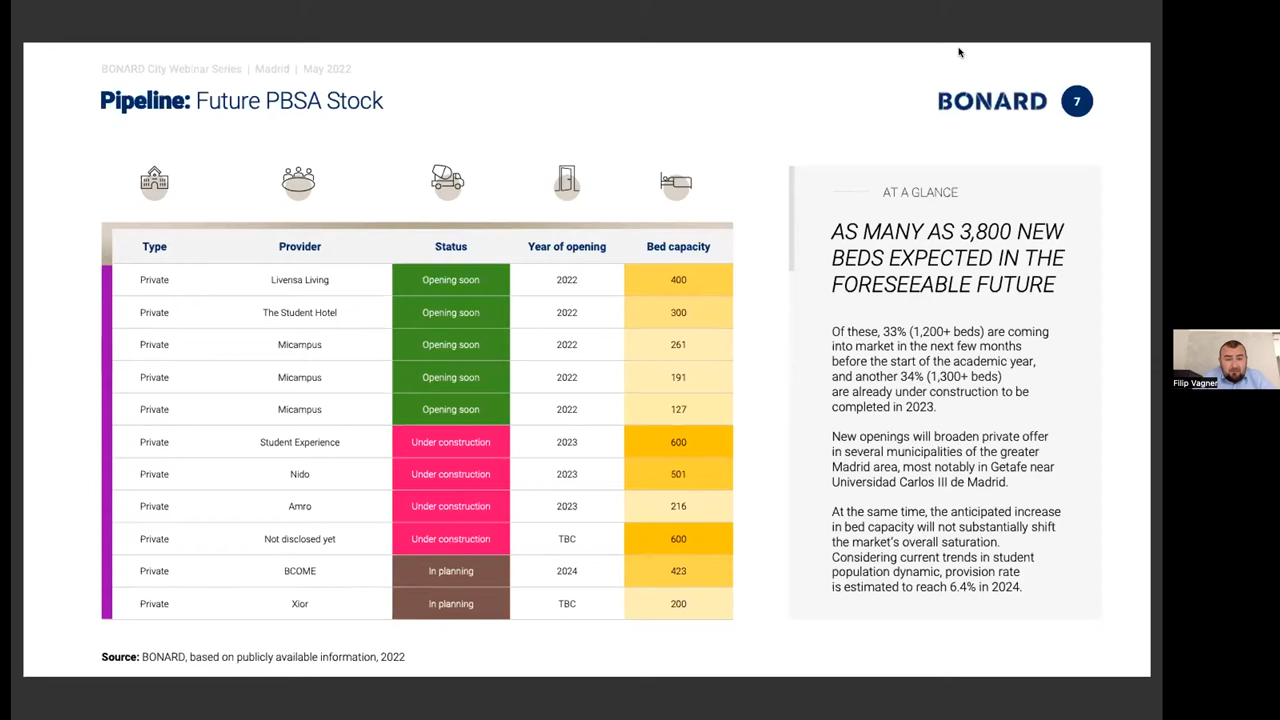 BONARD City Webinar Series | Madrid | May 2022
Pipeline: Future PBSA Stock
BONARD 7
Type Provider Status Year of opening Bed capacity
Private Livensa Living Opening soon 2022 400
Private The Student Hotel Opening soon 2022 300
Private Micampus Opening soon 2022 261
Private Micampus Opening soon 2022 191
Private Micampus Opening soon 2022 127
Private Student Experience Under construction 2023 600
Private Nido Under construction 2023 501
Private Amro Under construction 2023 216
Private Not disclosed yet Under construction TBC 600
Private BCOME In planning 2024 423
Private Xior In planning TBC 200
Source: BONARD, based on publicly available information, 2022
AT A GLANCE
AS MANY AS 3,800 NEW
BEDS EXPECTED IN THE
FORESEEABLE FUTURE
Of these, 33% (1,200+ beds) are coming
into market in the next few months
before the start of the academic year,
and another 34% (1,300+ beds)
are already under construction to be
completed in 2023.
New openings will broaden private offer
in several municipalities of the greater
Madrid area, most notably in Getafe near
Universidad Carlos III de Madrid.
At the same time, the anticipated increase
in bed capacity will not substantially shift
the market's overall saturation.
Considering current trends in student
population dynamic, provision rate
is estimated to reach 6.4% in 2024.
Filip Vagner